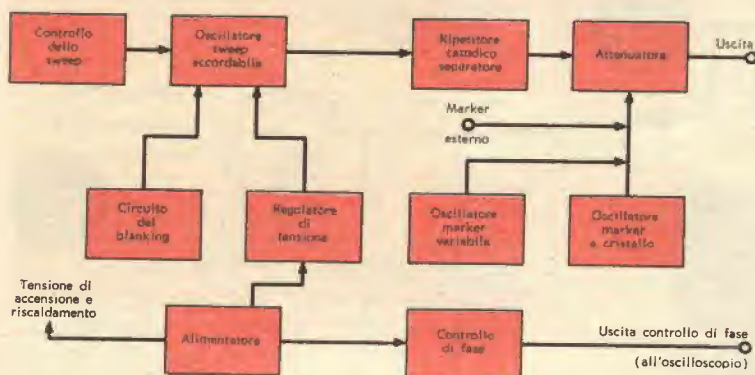 Controllo
dello
sweep
Oscillatore
sweep
accordabile
Ripetitore
catodico
separatore
Attenuatore
Uscita
Marker
esterno
Circuito
del
blanking
Regolatore
di
tensione
Oscillatore
marker
variabile
Oscillatore
marker
a cristallo
Tensione di
accensione e
riscaldamento
Alimentatore
Controllo
di fase
Uscita controllo di fase
(all'oscilloscopio)